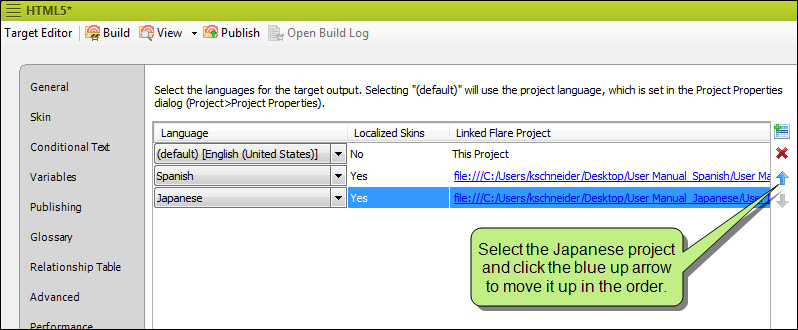 HTML5*
Target Editor Build View Publish Open Build Log
General
Skin
Conditional Text
Variables
Publishing
Glossary
Relationship Table
Advanced
Performance
Select the languages for the target output. Selecting "(default)" will use the project language, which is set in the Project Properties
dialog (Project>Project Properties).
Language Localized Skins Linked Flare Project
(default) [English (United States)] No This Project
Spanish Yes file:///C:/Users/kschneider/Desktop/User Manual_Spanish/User Ma
Japanese Yes file:///C:/Users/kschneider/Desktop/User Manual_Japanese/User_
Select the Japanese project
and click the blue up arrow
to move it up in the order.